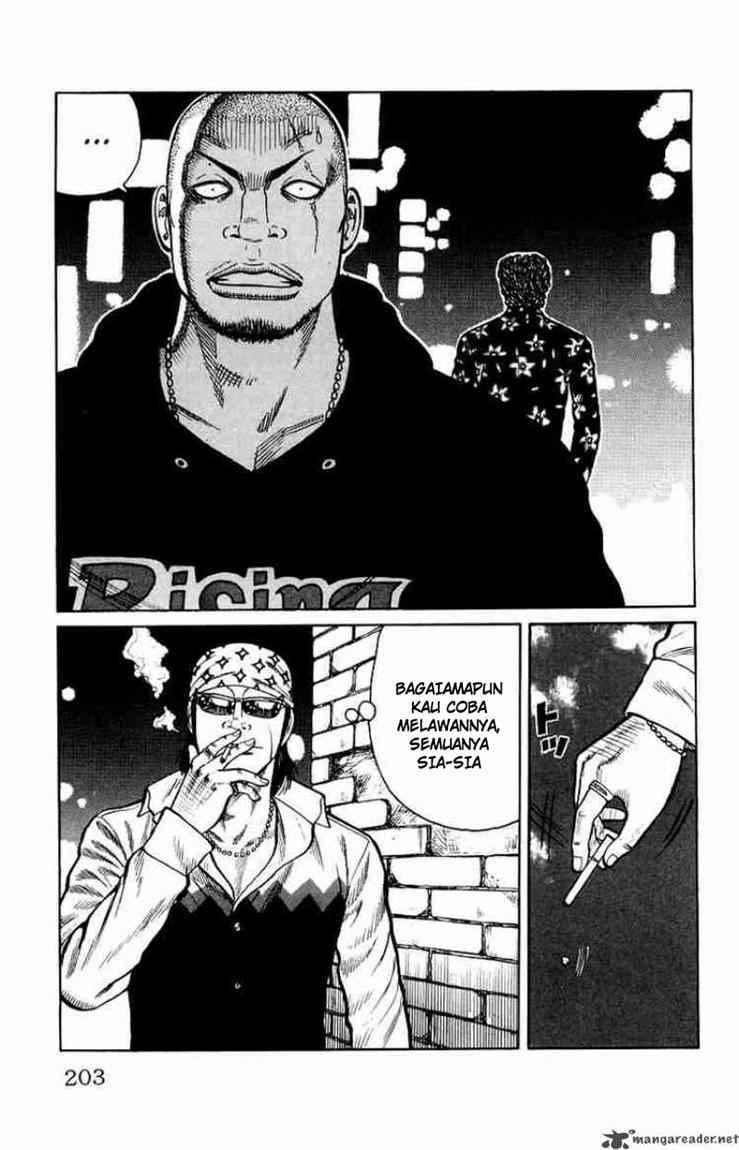 ...
Rising
トッ
BAGAIAMAPUN
KAU COBA
MELAWANNYA,
SEMUANYA
SIA-SIA
203
mangareader.net